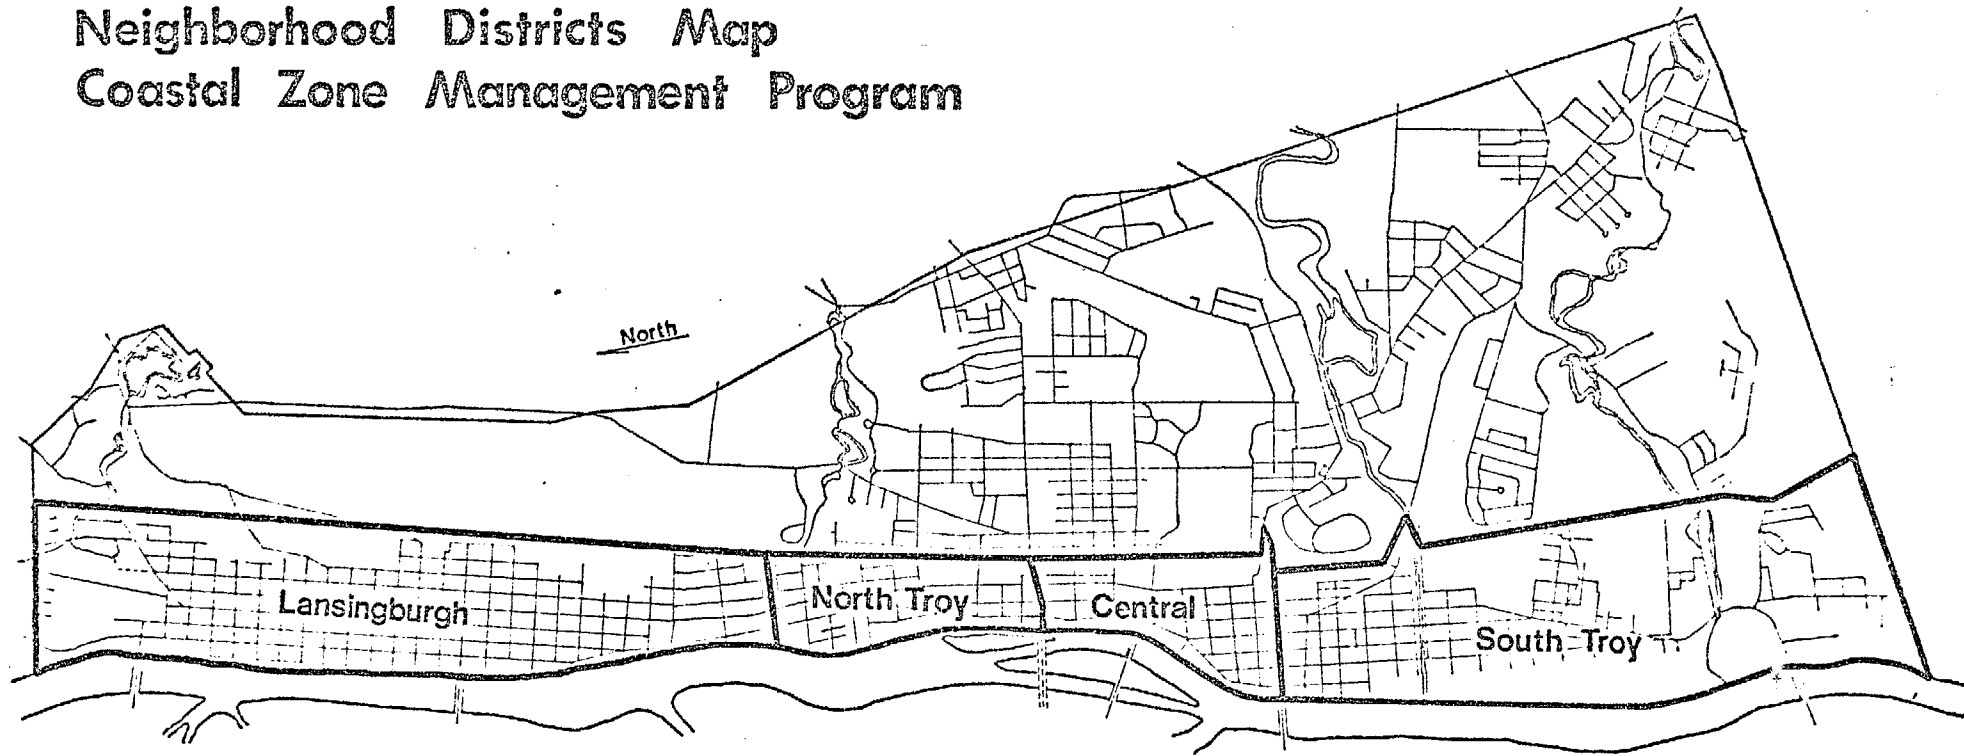 Neighborhood Districts Map
Coastal Zone Management Program
North
Lansingburgh
North Troy
Central
South Troy